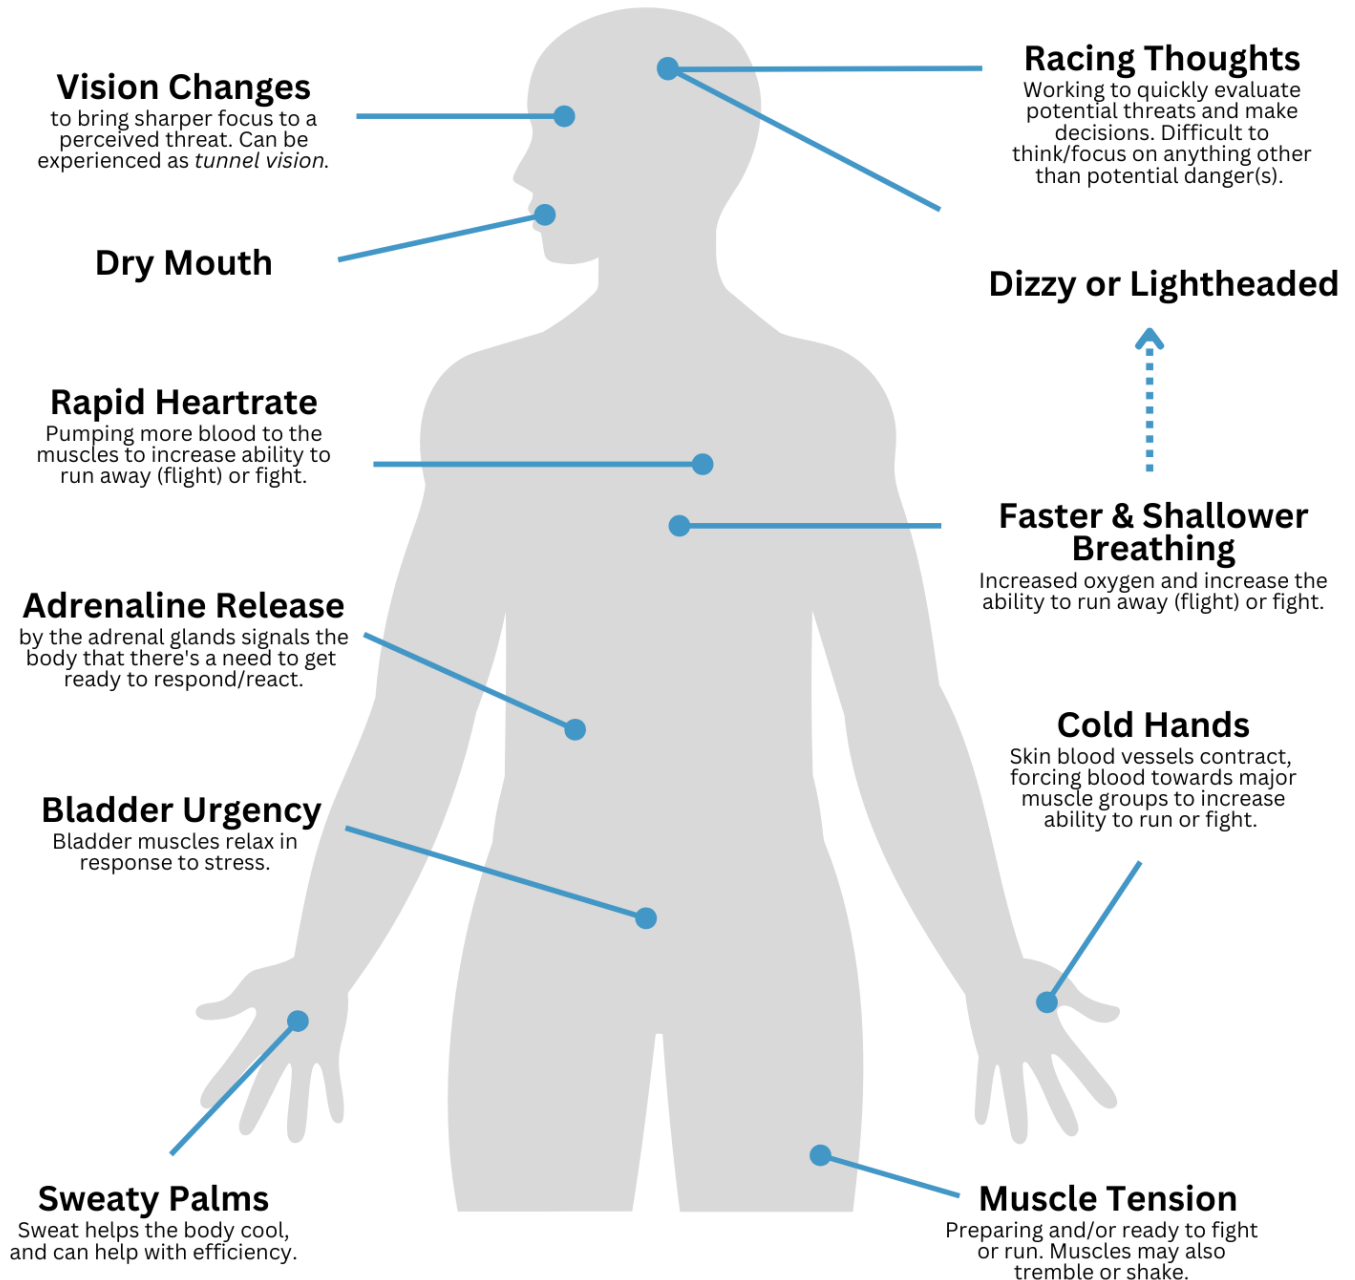 Vision Changes
to bring sharper focus to a
perceived threat. Can be
experienced as tunnel vision.
Dry Mouth
Rapid Heartrate
Pumping more blood to the
muscles to increase ability to
run away (flight) or fight.
Adrenaline Release
by the adrenal glands signals the
body that there's a need to get
ready to respond/react.
Bladder Urgency
Bladder muscles relax in
response to stress.
Sweaty Palms
Sweat helps the body cool,
and can help with efficiency.
Racing Thoughts
Working to quickly evaluate
potential threats and make
decisions. Difficult to
think/focus on anything other
than potential danger(s).
Dizzy or Lightheaded
Faster & Shallower
Breathing
Increased oxygen and increase the
ability to run away (flight) or fight.
Cold Hands
Skin blood vessels contract,
forcing blood towards major
muscle groups to increase
ability to run or fight.
Muscle Tension
Preparing and/or ready to fight
or run. Muscles may also
tremble or shake.